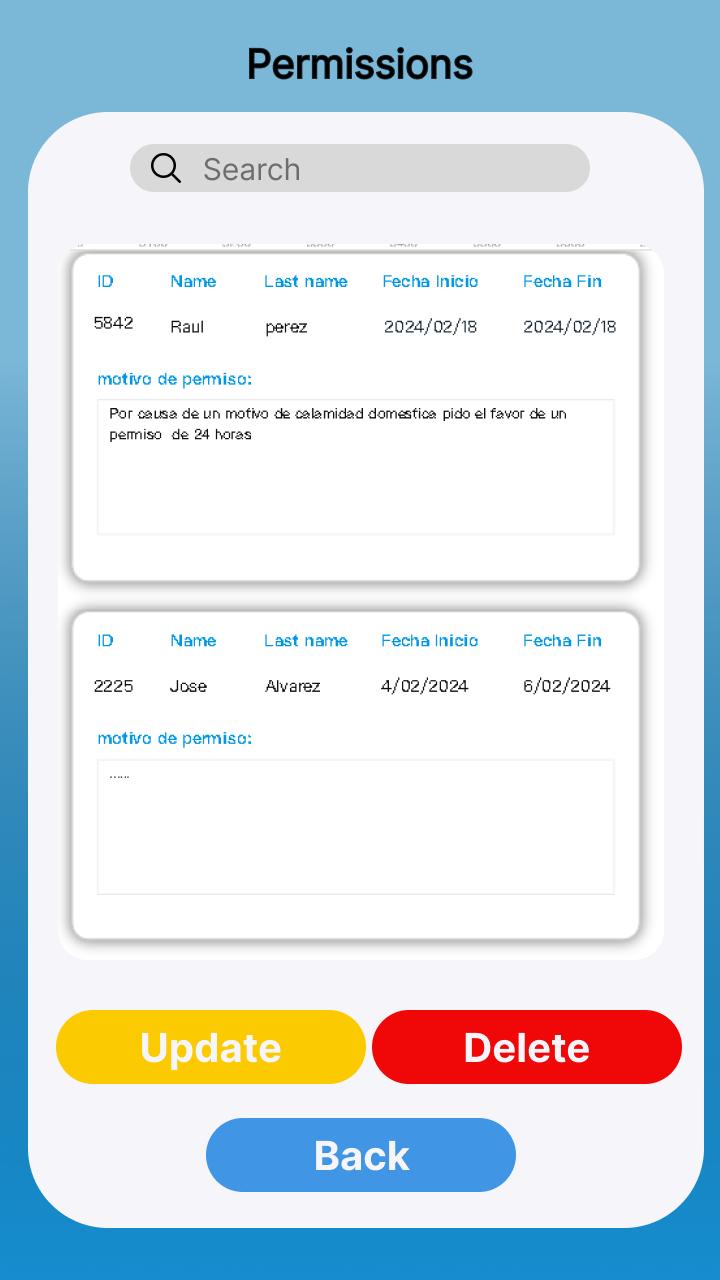 Permissions
Search
ID Name Last name Fecha Inicio Fecha Fin
5842 Raul perez 2024/02/18 2024/02/18
motivo de permiso:
Por causa de un motivo de calamidad domestica pido el favor de un
permiso de 24 horas
ID Name Last name Fecha Inicio Fecha Fin
2225 Jose Alvarez 4/02/2024 6/02/2024
motivo de permiso:
......
Update Delete
Back